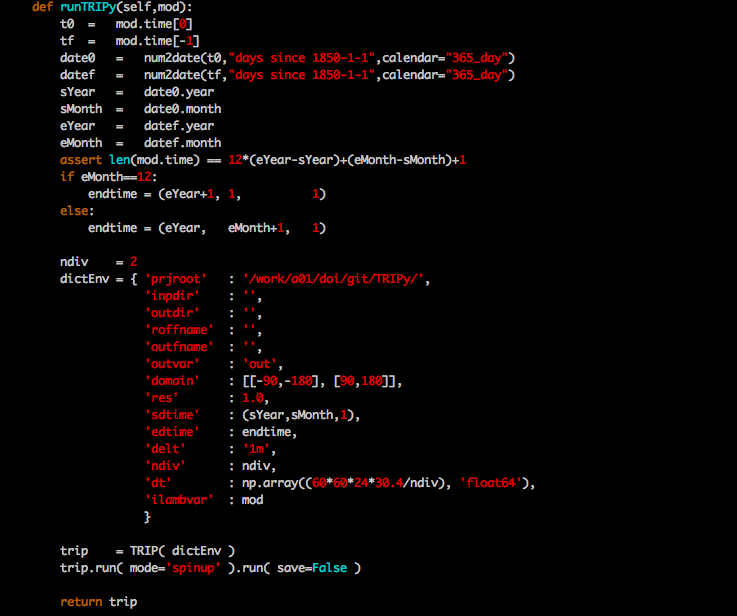 def runTRIPy(self,mod):
    t0  =   mod.time[0]
    tf  =   mod.time[-1]
    date0   =   num2date(t0,"days since 1850-1-1",calendar="365_day")
    datef   =   num2date(tf,"days since 1850-1-1",calendar="365_day")
    sYear   =   date0.year
    sMonth  =   date0.month
    eYear   =   datef.year
    eMonth  =   datef.month
    assert len(mod.time) == 12*(eYear-sYear)+(eMonth-sMonth)+1
    if eMonth==12:
        endtime = (eYear+1, 1,          1)
    else:
        endtime = (eYear,   eMonth+1,   1)

    ndiv    = 2
    dictEnv = { 'prjroot'   : '/work/a01/doi/git/TRIPy/',
                'inpdir'    : '',
                'outdir'    : '',
                'roffname'  : '',
                'outfname'  : '',
                'outvar'    : 'out',
                'domain'    : [[-90,-180], [90,180]],
                'res'       : 1.0,
                'sdtime'    : (sYear,sMonth,1),
                'edtime'    : endtime,
                'delt'      : '1m',
                'ndiv'      : ndiv,
                'dt'        : np.array((60*60*24*30.4/ndiv), 'float64'),
                'ilambvar'  : mod
                }

    trip    = TRIP( dictEnv )
    trip.run( mode='spinup' ).run( save=False )

    return trip